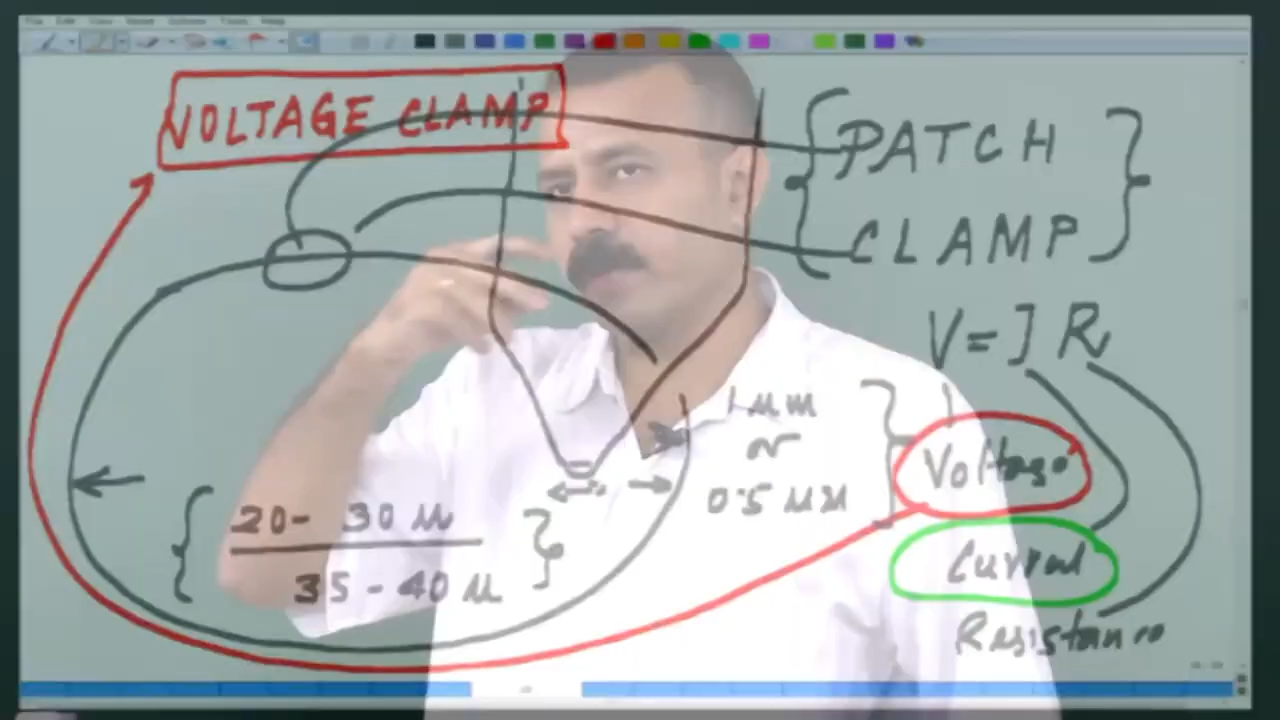 VOLTAGE CLAMP
PATCH
CLAMP
V = I R
1 μm
or
0.5 μm
Voltage
Current
Resistance
20 - 30 μ
35 - 40 μ